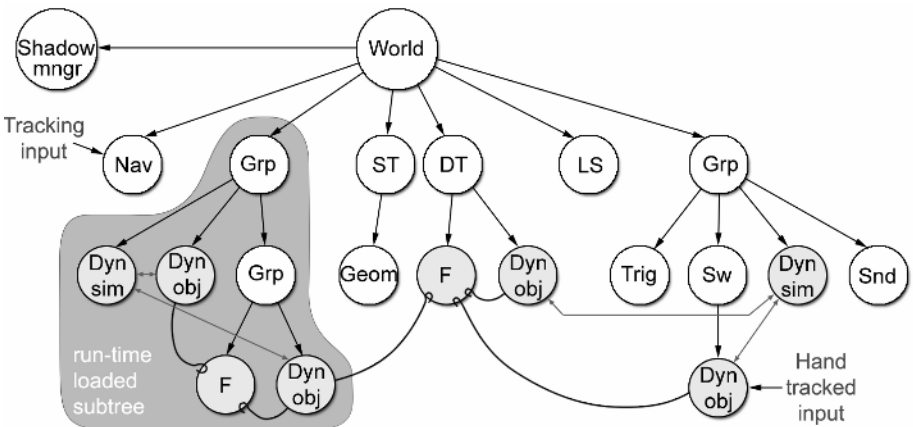 Shadow
mngr
World
Tracking
input
Nav
Grp
ST
DT
LS
Grp
Dyn
sim
Dyn
obj
Grp
Geom
F
Dyn
obj
Trig
Sw
Dyn
sim
Snd
run-time
loaded
subtree
F
Dyn
obj
Dyn
obj
Hand
tracked
input